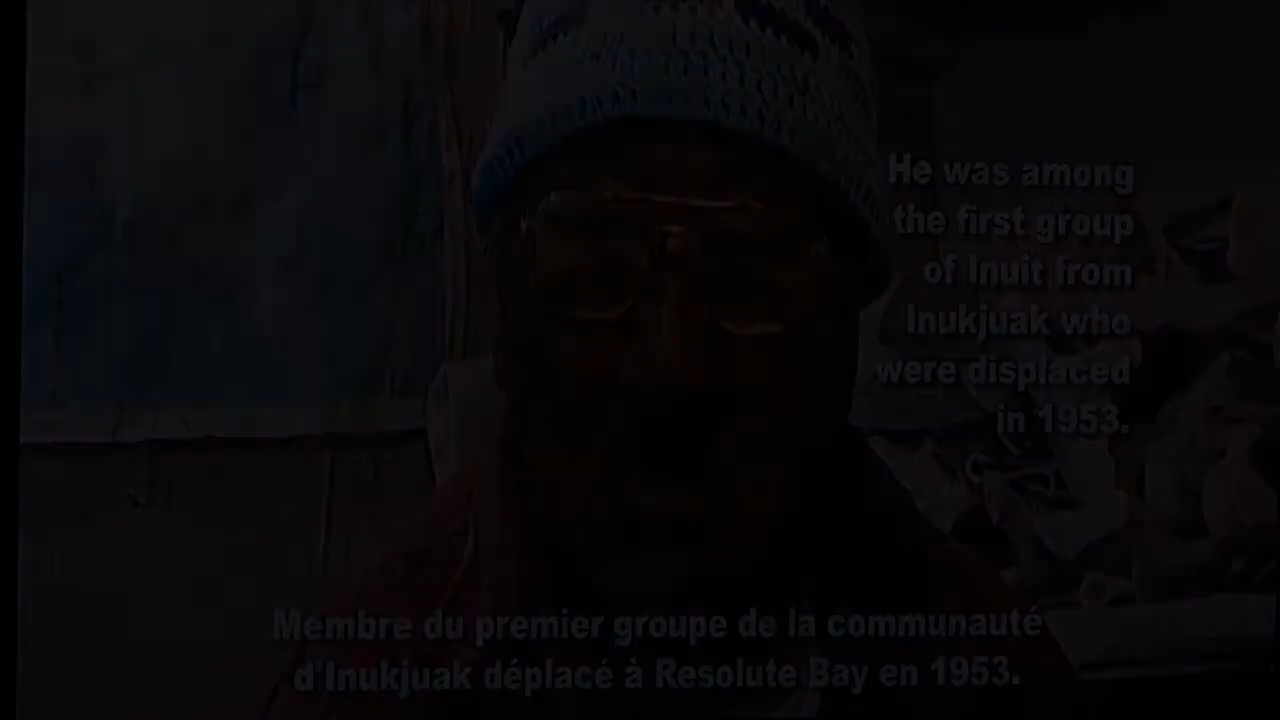 He was among
the first group
of Inuit from
Inukjuak who
were displaced
in 1953.
Membre du premier groupe de la communauté
d'Inukjuak déplacé à Resolute Bay en 1953.